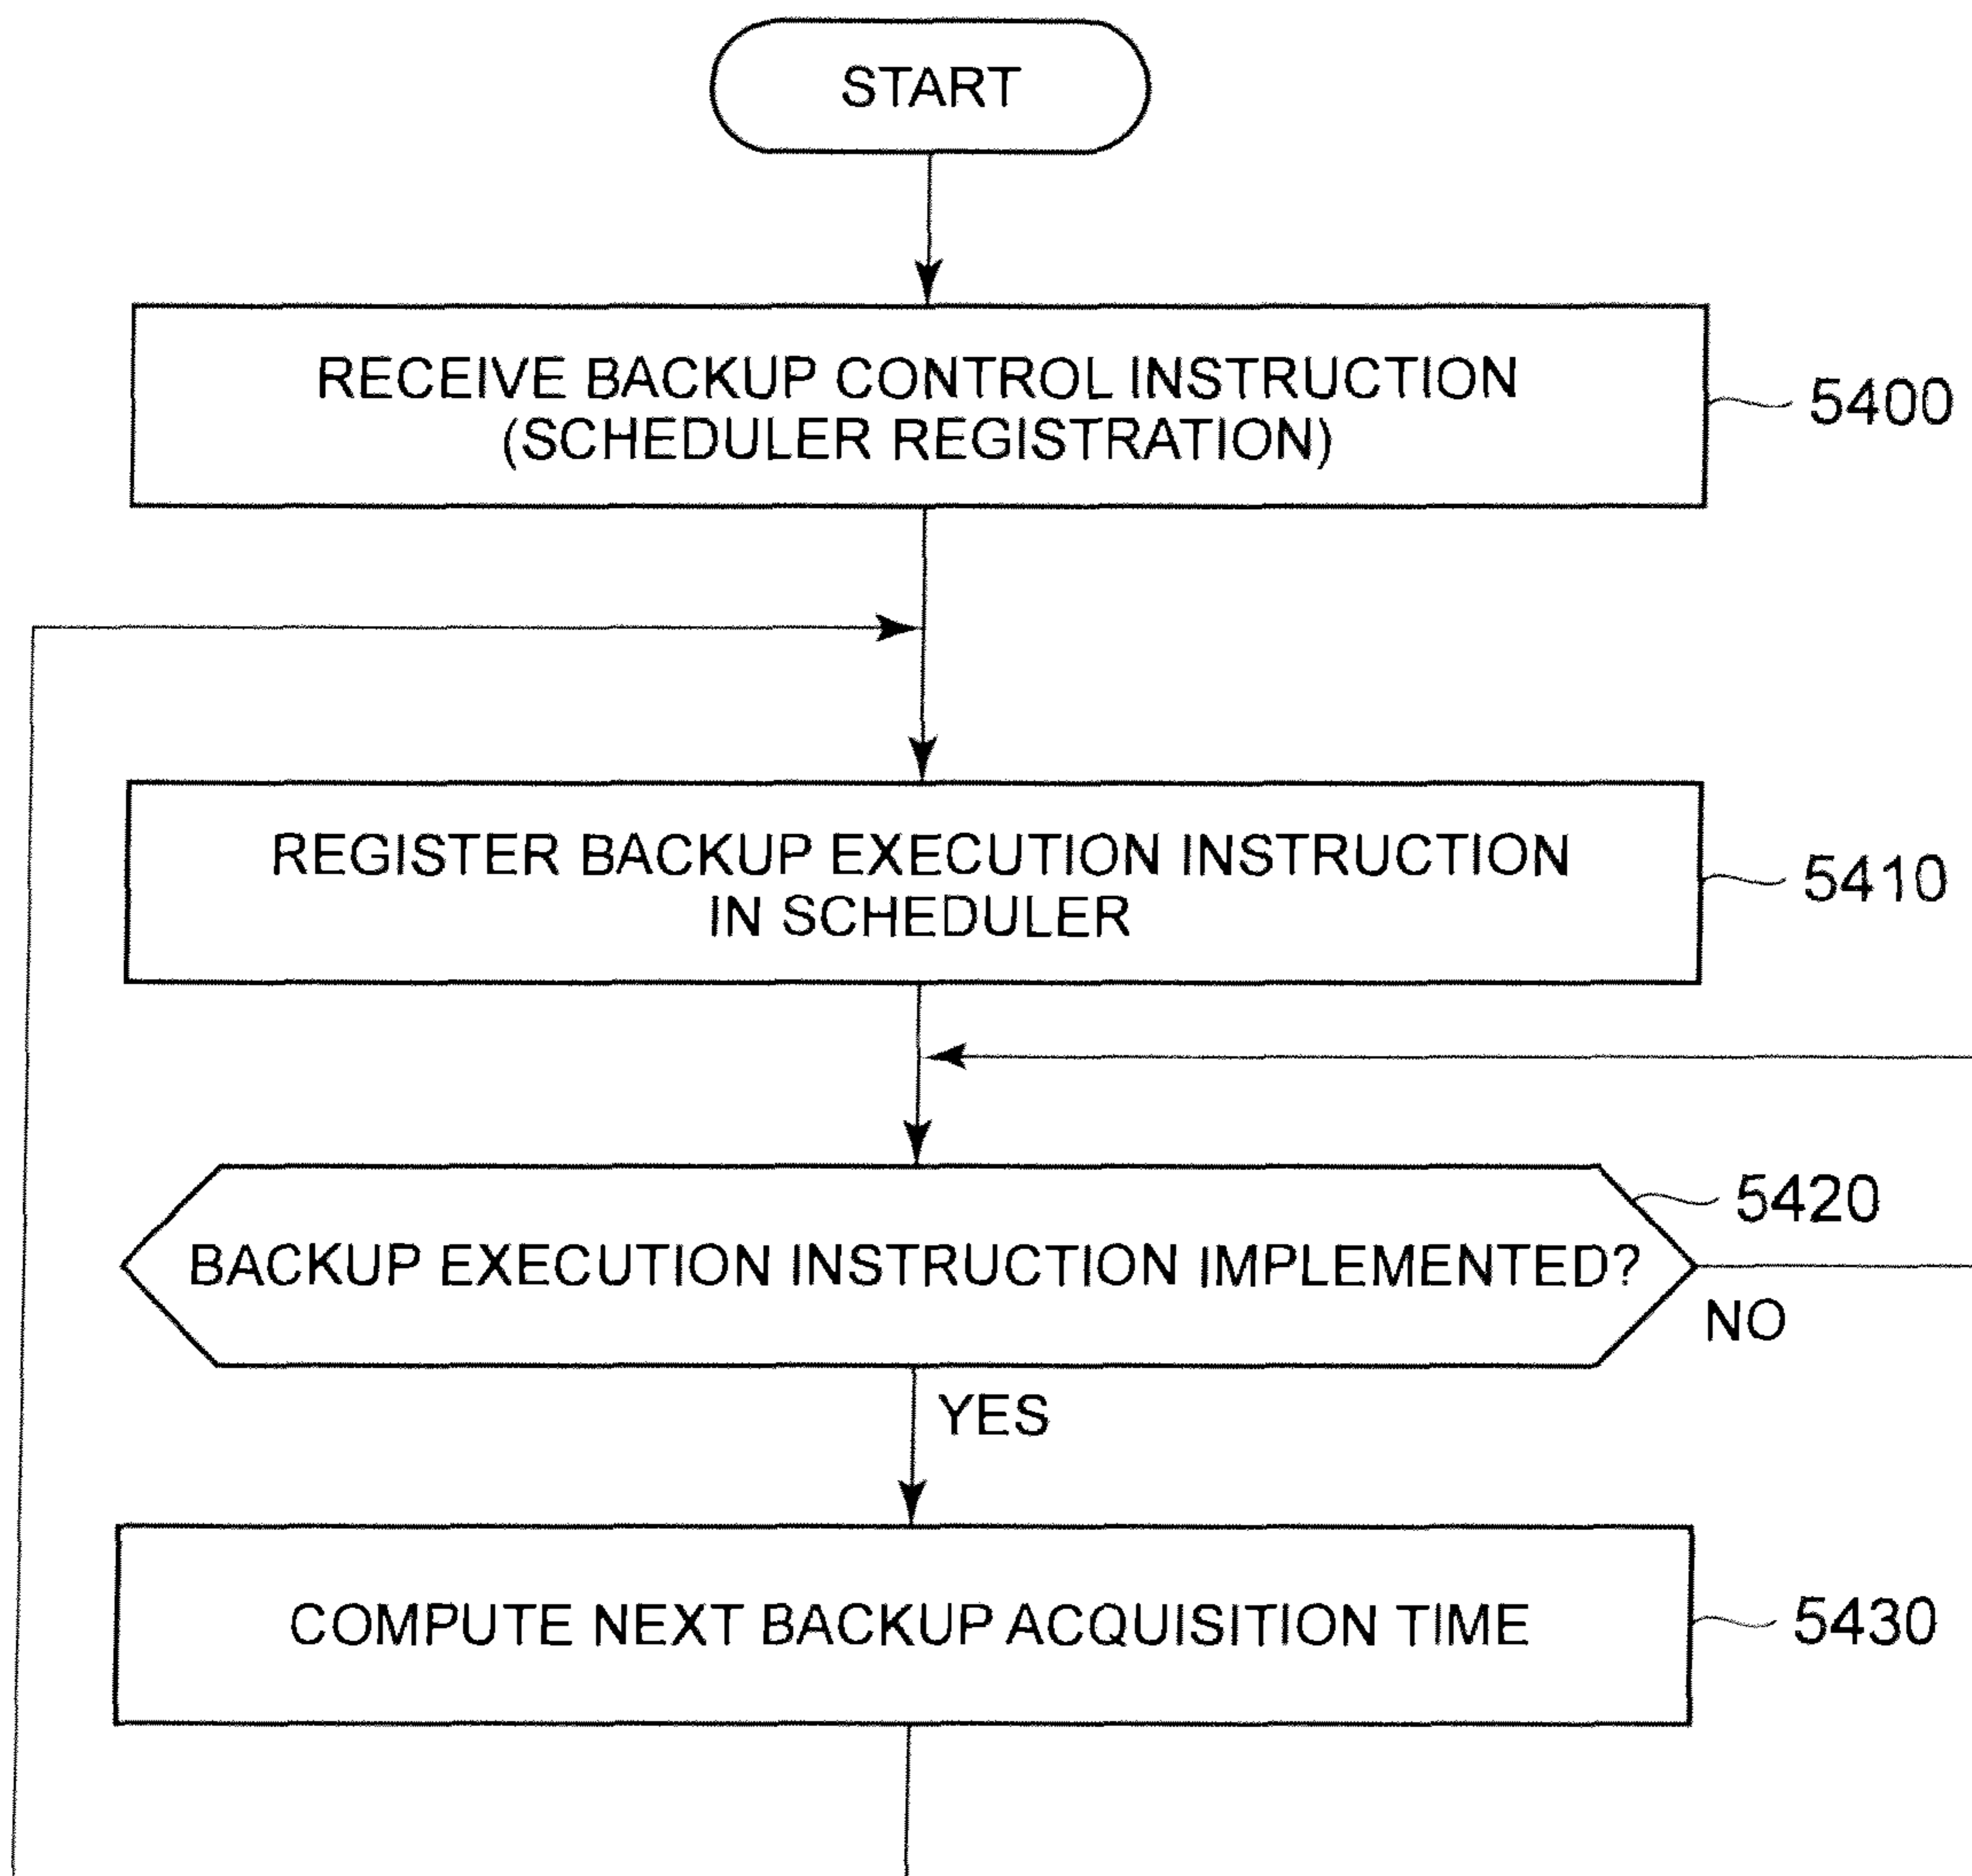 START
RECEIVE BACKUP CONTROL INSTRUCTION
(SCHEDULER REGISTRATION)
5400
REGISTER BACKUP EXECUTION INSTRUCTION
IN SCHEDULER
5410
5420
BACKUP EXECUTION INSTRUCTION IMPLEMENTED?
NO
YES
COMPUTE NEXT BACKUP ACQUISITION TIME
5430